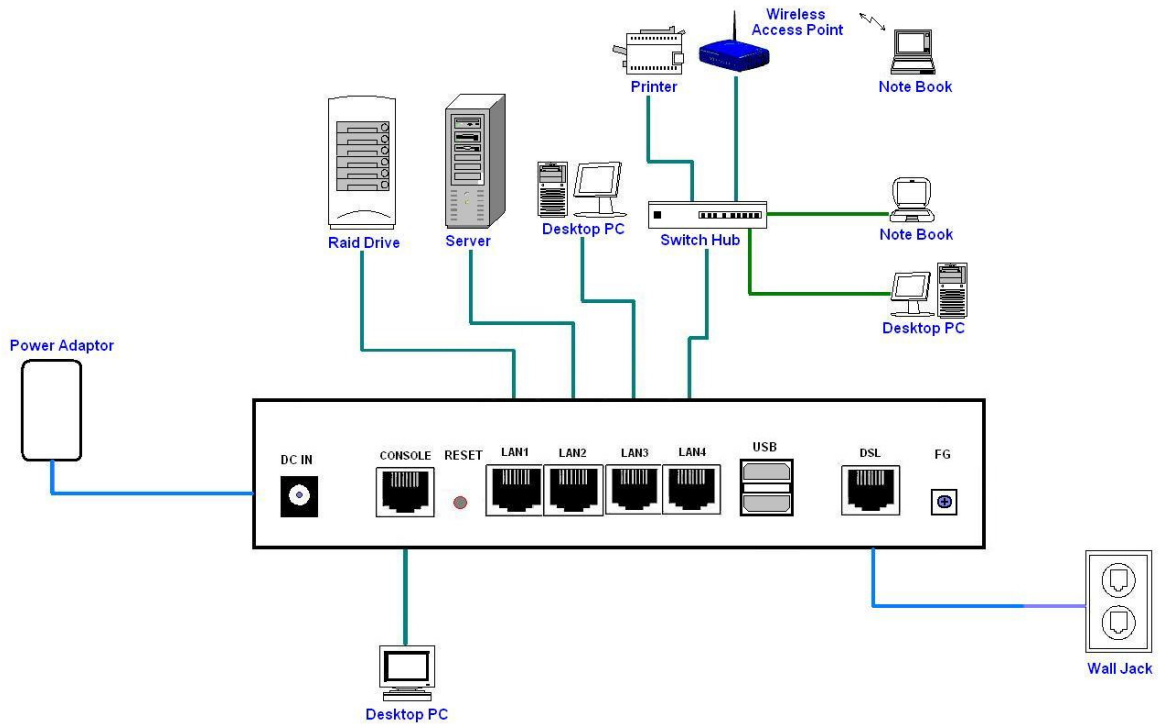 Wireless
Access Point
Printer
Note Book
Raid Drive
Server
Desktop PC
Switch Hub
Note Book
Desktop PC
Power Adaptor
DC IN
CONSOLE
RESET
LAN1
LAN2
LAN3
LAN4
USB
DSL
FG
Wall Jack
Desktop PC